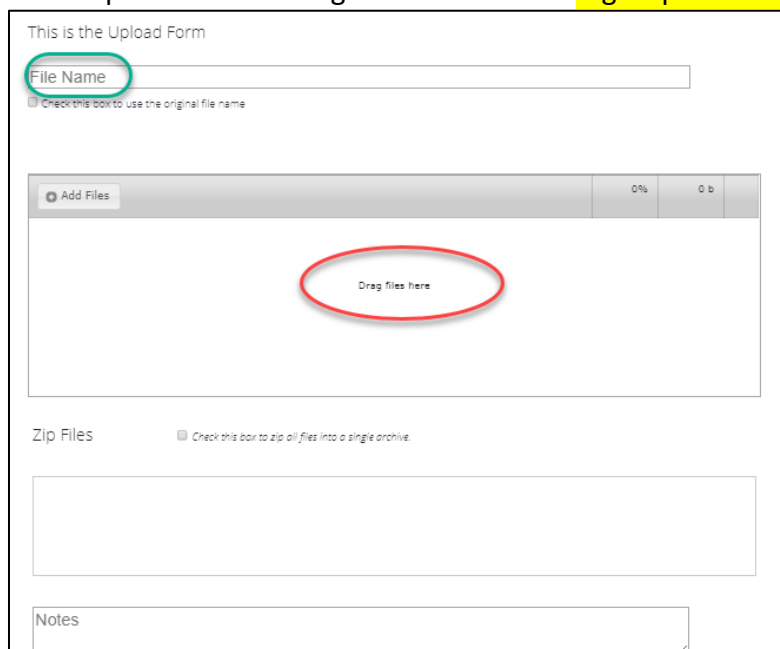 This is the Upload Form
File Name
Check this box to use the original file name
Add Files 0% 0 b
Drag files here
Zip Files Check this box to zip all files into a single archive.
Notes